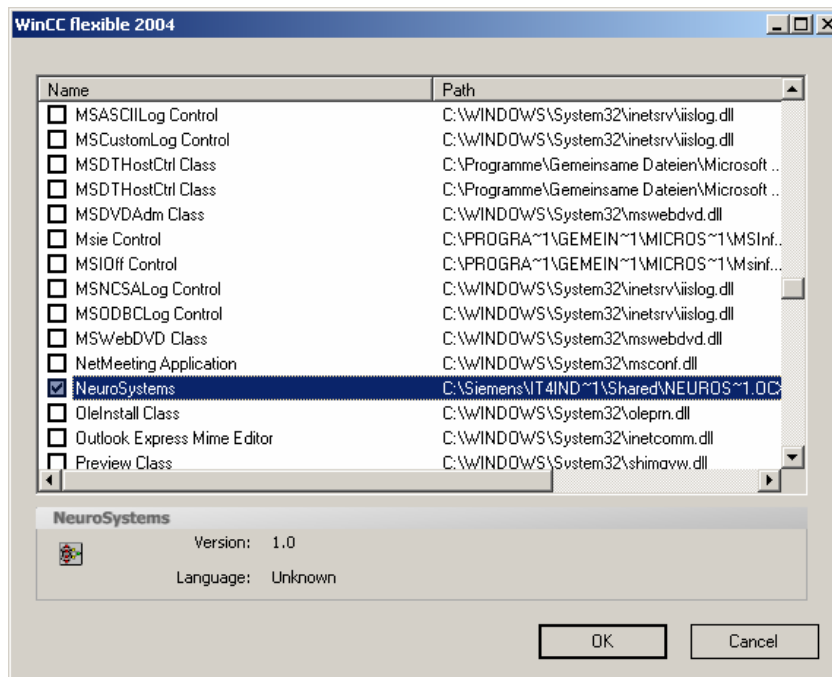 WinCC flexible 2004
Name Path
MSASCIILog Control C:\WINDOWS\System32\inetsrv\iislog.dll
MSCustomLog Control C:\WINDOWS\System32\inetsrv\iislog.dll
MSDTHostCtrl Class C:\Programme\Gemeinsame Dateien\Microsoft ..
MSDTHostCtrl Class C:\Programme\Gemeinsame Dateien\Microsoft ..
MSDVDAdm Class C:\WINDOWS\System32\mswebdvd.dll
Msie Control C:\PROGRA~1\GEMEIN~1\MICROS~1\MSInf..
MSIOff Control C:\PROGRA~1\GEMEIN~1\MICROS~1\Msinf...
MSNCSALog Control C:\WINDOWS\System32\inetsrv\iislog.dll
MSODBCLog Control C:\WINDOWS\System32\inetsrv\iislog.dll
MSWebDVD Class C:\WINDOWS\System32\mswebdvd.dll
NetMeeting Application C:\WINDOWS\System32\msconf.dll
NeuroSystems C:\Siemens\IT4IND~1\Shared\NEUROS~1.OCX
OleInstall Class C:\WINDOWS\System32\oleprn.dll
Outlook Express Mime Editor C:\WINDOWS\System32\inetcomm.dll
Preview Class C:\WINDOWS\System32\shimgvw.dll
NeuroSystems
Version: 1.0
Language: Unknown
OK Cancel